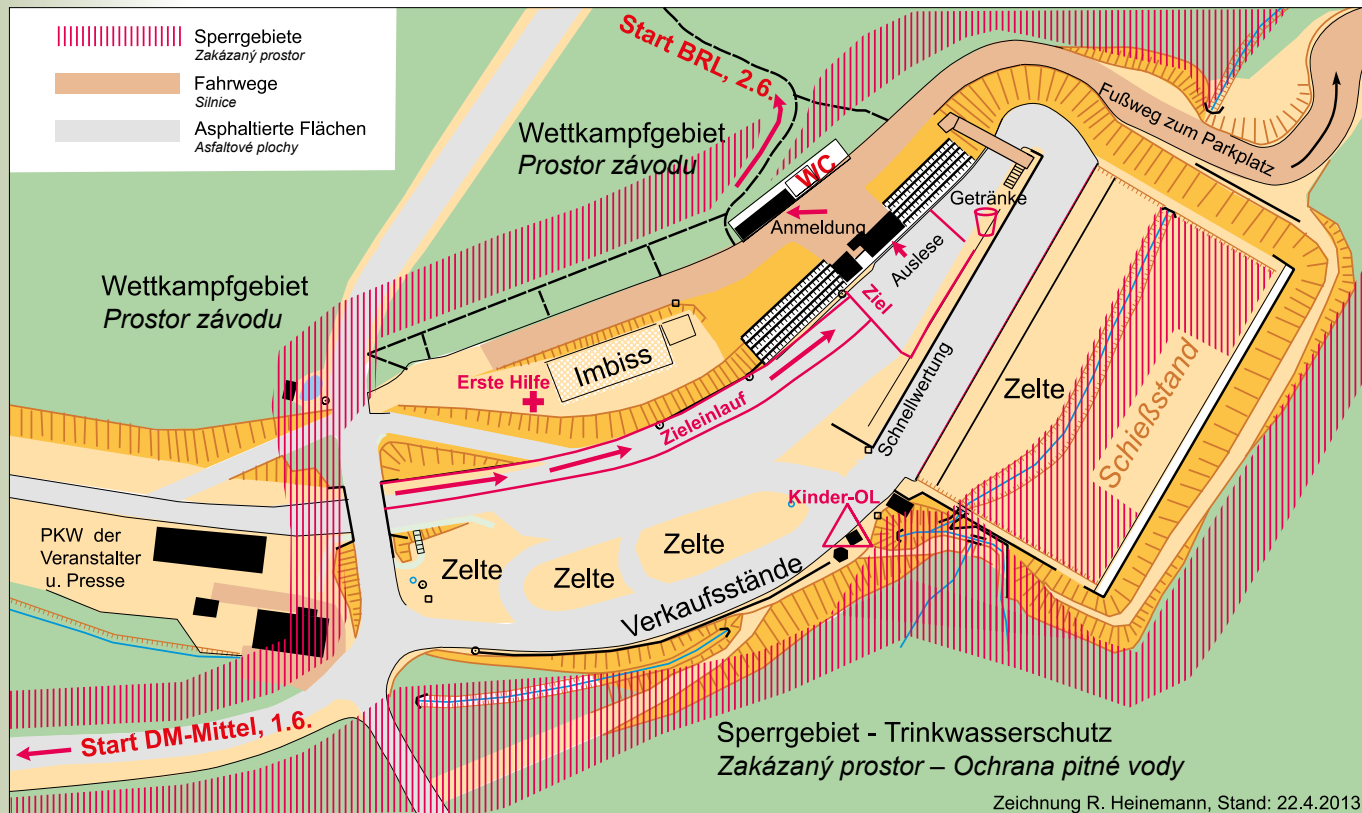 Sperrgebiete
Zakázaný prostor
Fahrwege
Silnice
Asphaltierte Flächen
Asfaltové plochy
Start BRL, 2.6.
Wettkampfgebiet
Prostor závodu
WC
Anmeldung
Fußweg zum Parkplatz
Getränke
Auslese
Ziel
Wettkampfgebiet
Prostor závodu
Imbiss
Erste Hilfe
Zieleinlauf
Schnellwertung
Zelte
Schießstand
Kinder-OL
PKW der
Veranstalter
u. Presse
Zelte
Zelte
Zelte
Verkaufsstände
Start DM-Mittel, 1.6.
Sperrgebiet - Trinkwasserschutz
Zakázaný prostor – Ochrana pitné vody
Zeichnung R. Heinemann, Stand: 22.4.2013